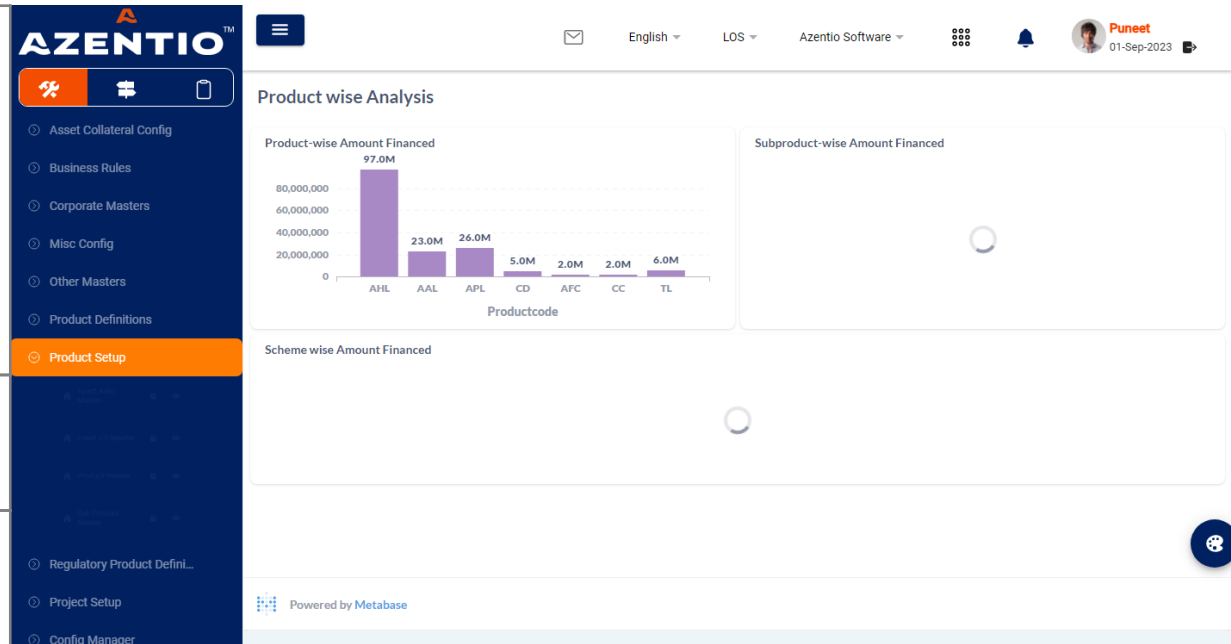 AZENTIO™
English
LOS
Azentio Software
Puneet
01-Sep-2023
Asset Collateral Config
Business Rules
Corporate Masters
Misc Config
Other Masters
Product Definitions
Product Setup
Regulatory Product Defini...
Project Setup
Config Manager
Product wise Analysis
Product-wise Amount Financed
97.0M
80,000,000
60,000,000
40,000,000
20,000,000
0
23.0M
26.0M
5.0M
2.0M
2.0M
6.0M
AHL
AAL
APL
CD
AFC
CC
TL
Productcode
Subproduct-wise Amount Financed
Scheme wise Amount Financed
Powered by Metabase